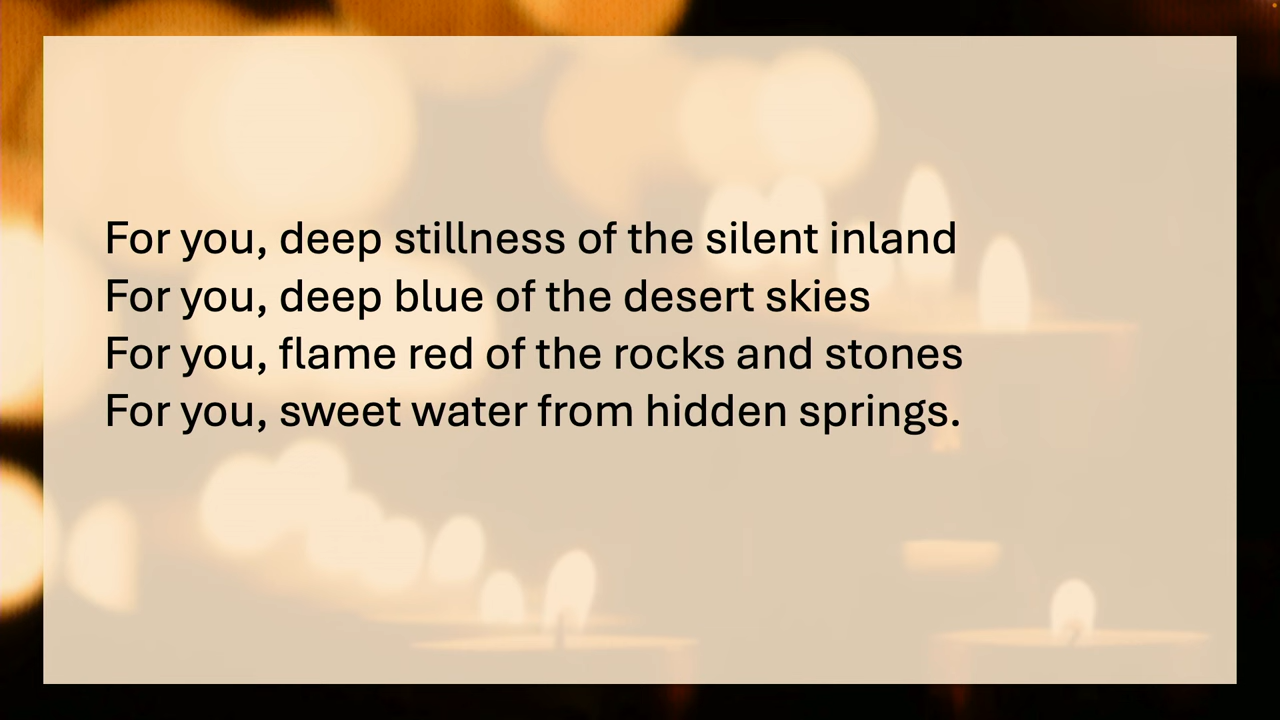 For you, deep stillness of the silent inland
For you, deep blue of the desert skies
For you, flame red of the rocks and stones
For you, sweet water from hidden springs.